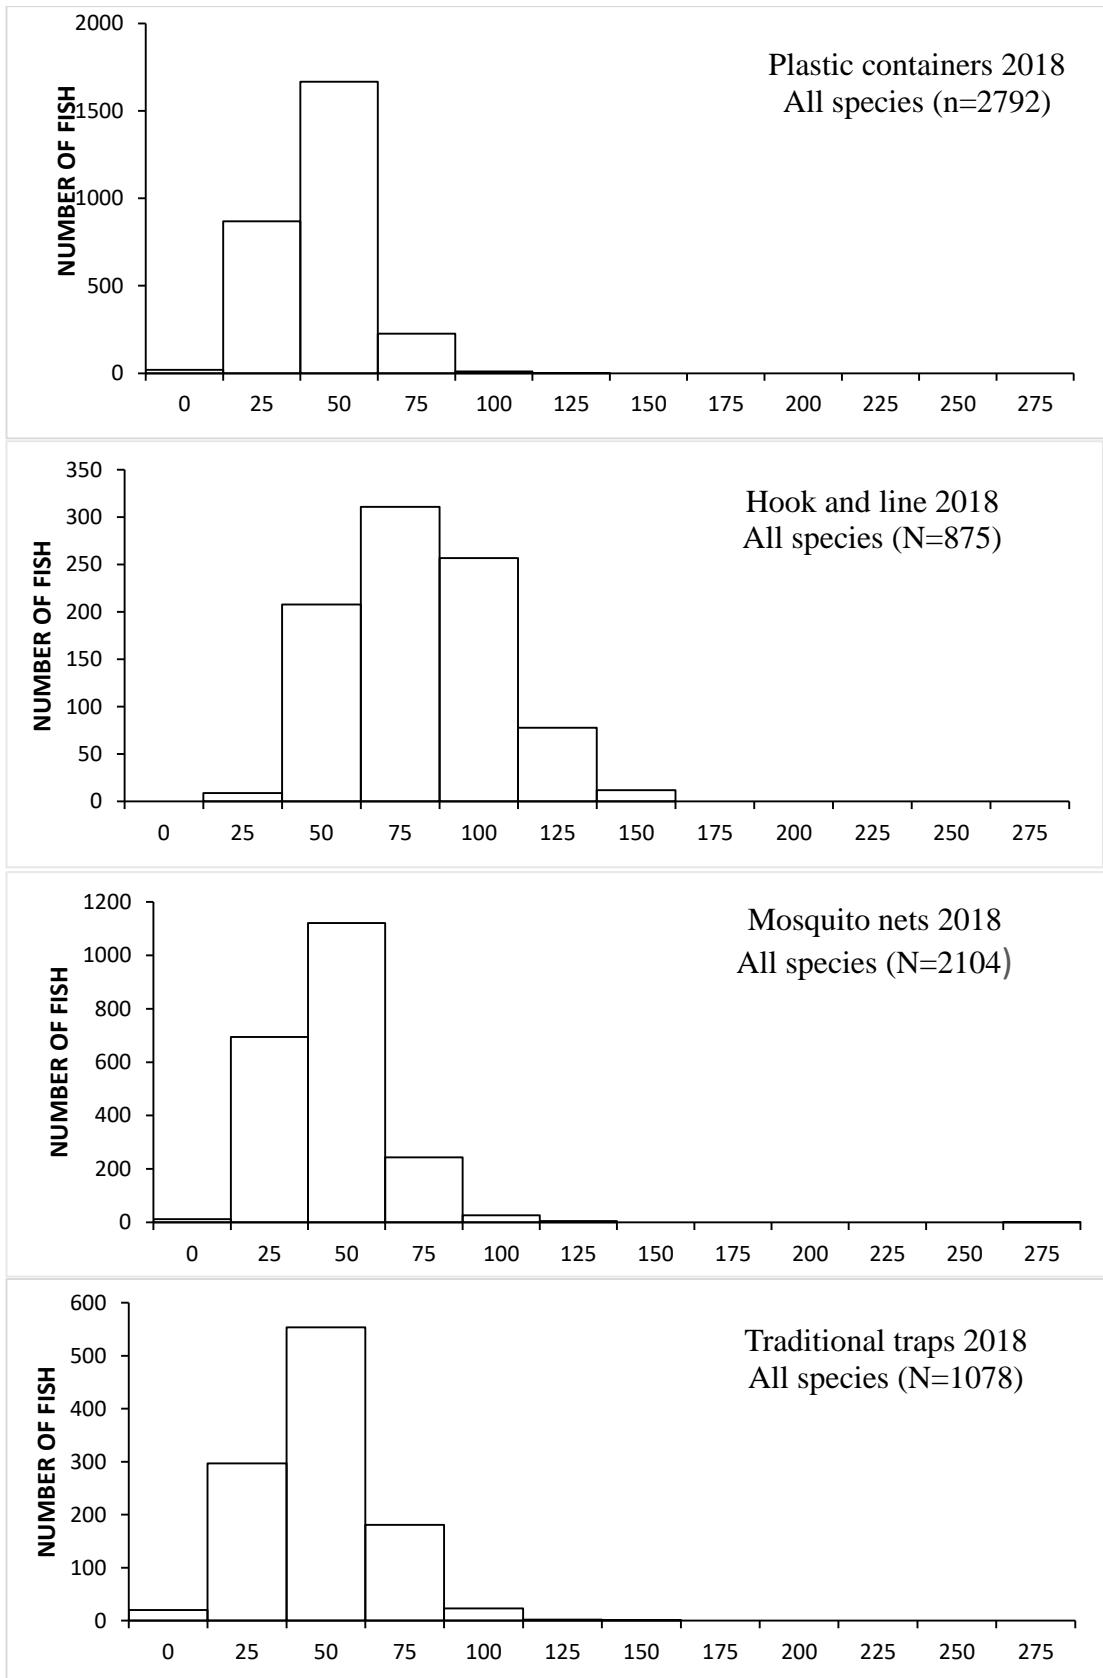 2000
1500
1000
500
0
NUMBER OF FISH
Plastic containers 2018
All species (n=2792)
0 25 50 75 100 125 150 175 200 225 250 275
350
300
250
200
150
100
50
0
NUMBER OF FISH
Hook and line 2018
All species (N=875)
0 25 50 75 100 125 150 175 200 225 250 275
1200
1000
800
600
400
200
0
NUMBER OF FISH
Mosquito nets 2018
All species (N=2104)
0 25 50 75 100 125 150 175 200 225 250 275
600
500
400
300
200
100
0
NUMBER OF FISH
Traditional traps 2018
All species (N=1078)
0 25 50 75 100 125 150 175 200 225 250 275